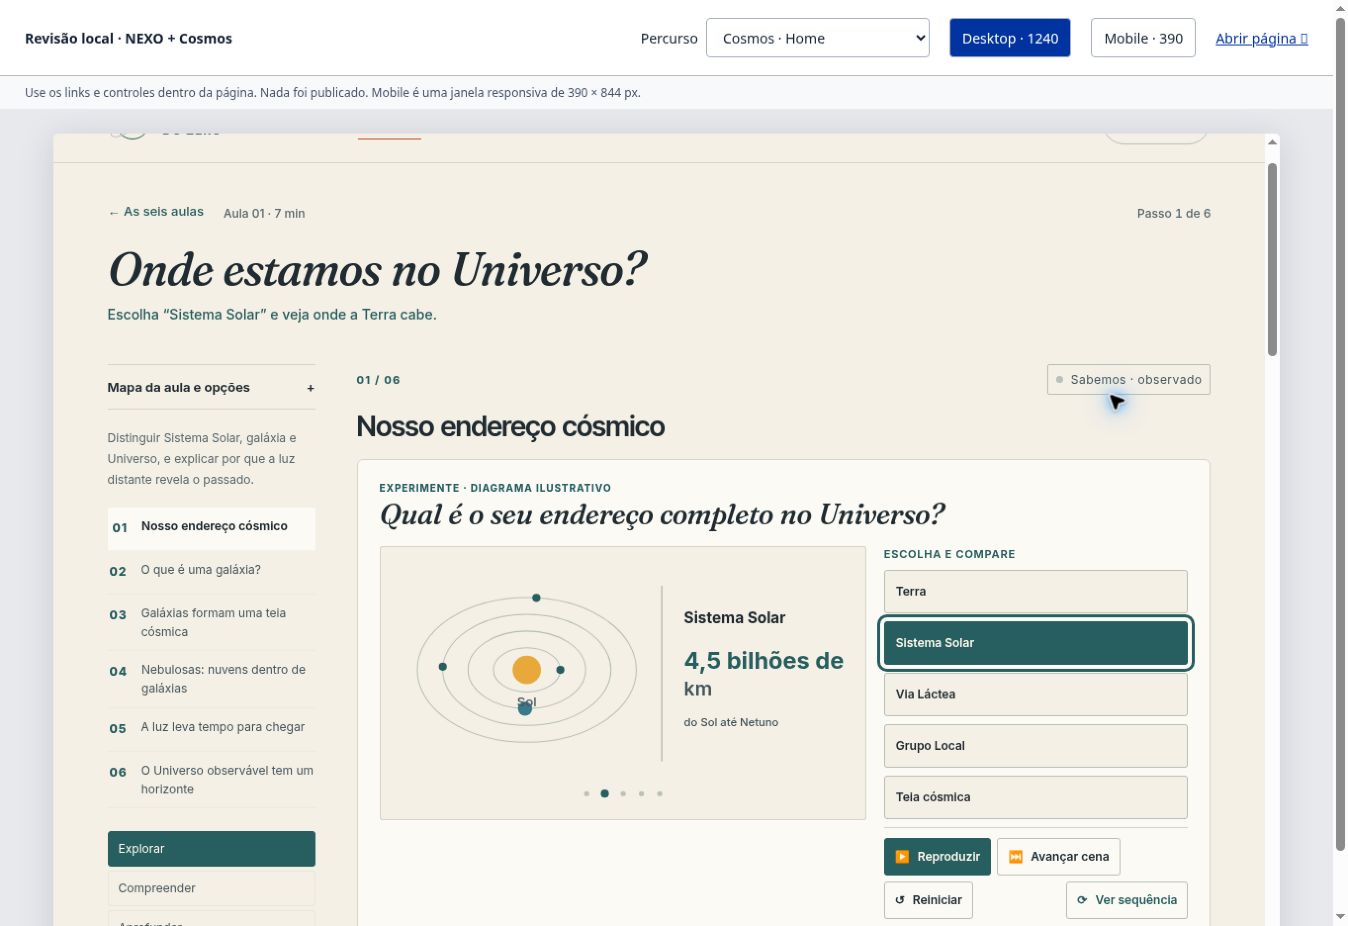 Revisão local · NEXO + Cosmos
Percurso
Cosmos · Home
Desktop · 1240
Mobile · 390
Abrir página
Use os links e controles dentro da página. Nada foi publicado. Mobile é uma janela responsiva de 390 × 844 px.
← As seis aulas
Aula 01 · 7 min
Passo 1 de 6
Onde estamos no Universo?
Escolha “Sistema Solar” e veja onde a Terra cabe.
Mapa da aula e opções +
Distinguir Sistema Solar, galáxia e
Universo, e explicar por que a luz
distante revela o passado.
01 Nosso endereço cósmico
02 O que é uma galáxia?
03 Galáxias formam uma teia
cósmica
04 Nebulosas: nuvens dentro de
galáxias
05 A luz leva tempo para chegar
06 O Universo observável tem um
horizonte
Explorar
Compreender
01 / 06
Sabemos · observado
Nosso endereço cósmico
EXPERIMENTE · DIAGRAMA ILUSTRATIVO
Qual é o seu endereço completo no Universo?
Sol
Sistema Solar
4,5 bilhões de
km
do Sol até Netuno
ESCOLHA E COMPARE
Terra
Sistema Solar
Via Láctea
Grupo Local
Teia cósmica
▶️ Reproduzir
⏭️ Avançar cena
↺ Reiniciar
⟳ Ver sequência